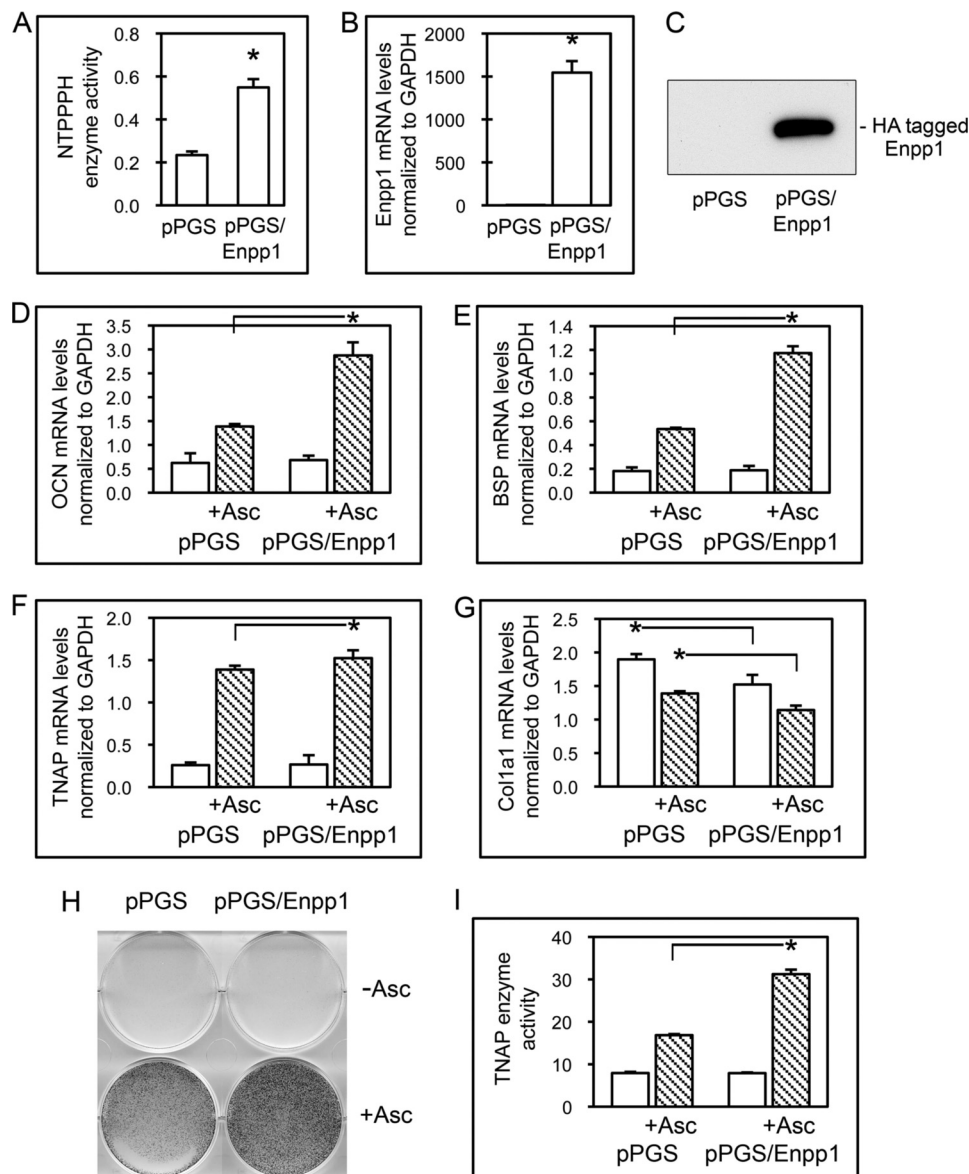 A
NTPPPH
enzyme activity
0.8
0.6
0.4
0.2
0.0
*
pPGS
pPGS/
Enpp1
B
Enpp1 mRNA levels
normalized to GAPDH
2000
1500
1000
500
0
*
pPGS
pPGS/
Enpp1
C
- HA tagged
Enpp1
pPGS
pPGS/
Enpp1
D
OCN mRNA levels
normalized to GAPDH
3.5
3.0
2.5
2.0
1.5
1.0
0.5
0.0
*
+Asc
+Asc
pPGS
pPGS/Enpp1
E
BSP mRNA levels
normalized to GAPDH
1.4
1.2
1.0
0.8
0.6
0.4
0.2
0.0
*
+Asc
+Asc
pPGS
pPGS/Enpp1
F
TNAP mRNA levels
normalized to GAPDH
2.0
1.5
1.0
0.5
0.0
*
+Asc
+Asc
pPGS
pPGS/Enpp1
G
Col1a1 mRNA levels
normalized to GAPDH
2.5
2.0
1.5
1.0
0.5
0.0
*
*
+Asc
+Asc
pPGS
pPGS/Enpp1
H
pPGS
pPGS/Enpp1
-Asc
+Asc
I
TNAP enzyme
activity
40
30
20
10
0
*
+Asc
+Asc
pPGS
pPGS/Enpp1